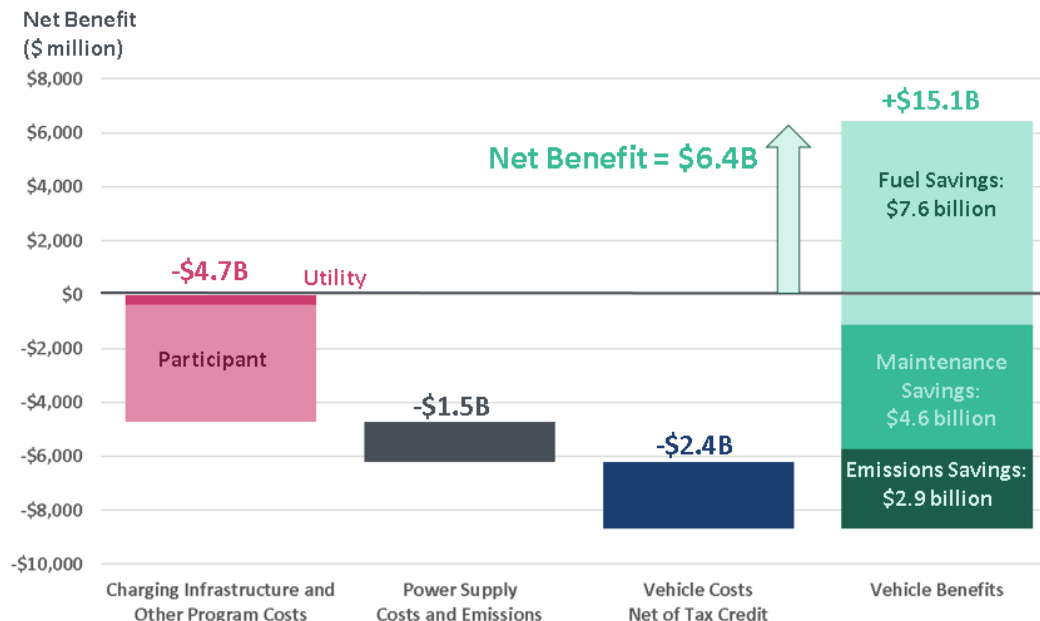 Net Benefit
($ million)
$8,000
$6,000
$4,000
$2,000
$0
-$2,000
-$4,000
-$6,000
-$8,000
-$10,000
-$4.7B
Utility
Participant
-$1.5B
-$2.4B
Net Benefit = $6.4B
+$15.1B
Fuel Savings:
$7.6 billion
Maintenance
Savings:
$4.6 billion
Emissions Savings:
$2.9 billion
Charging Infrastructure and
Other Program Costs
Power Supply
Costs and Emissions
Vehicle Costs
Net of Tax Credit
Vehicle Benefits